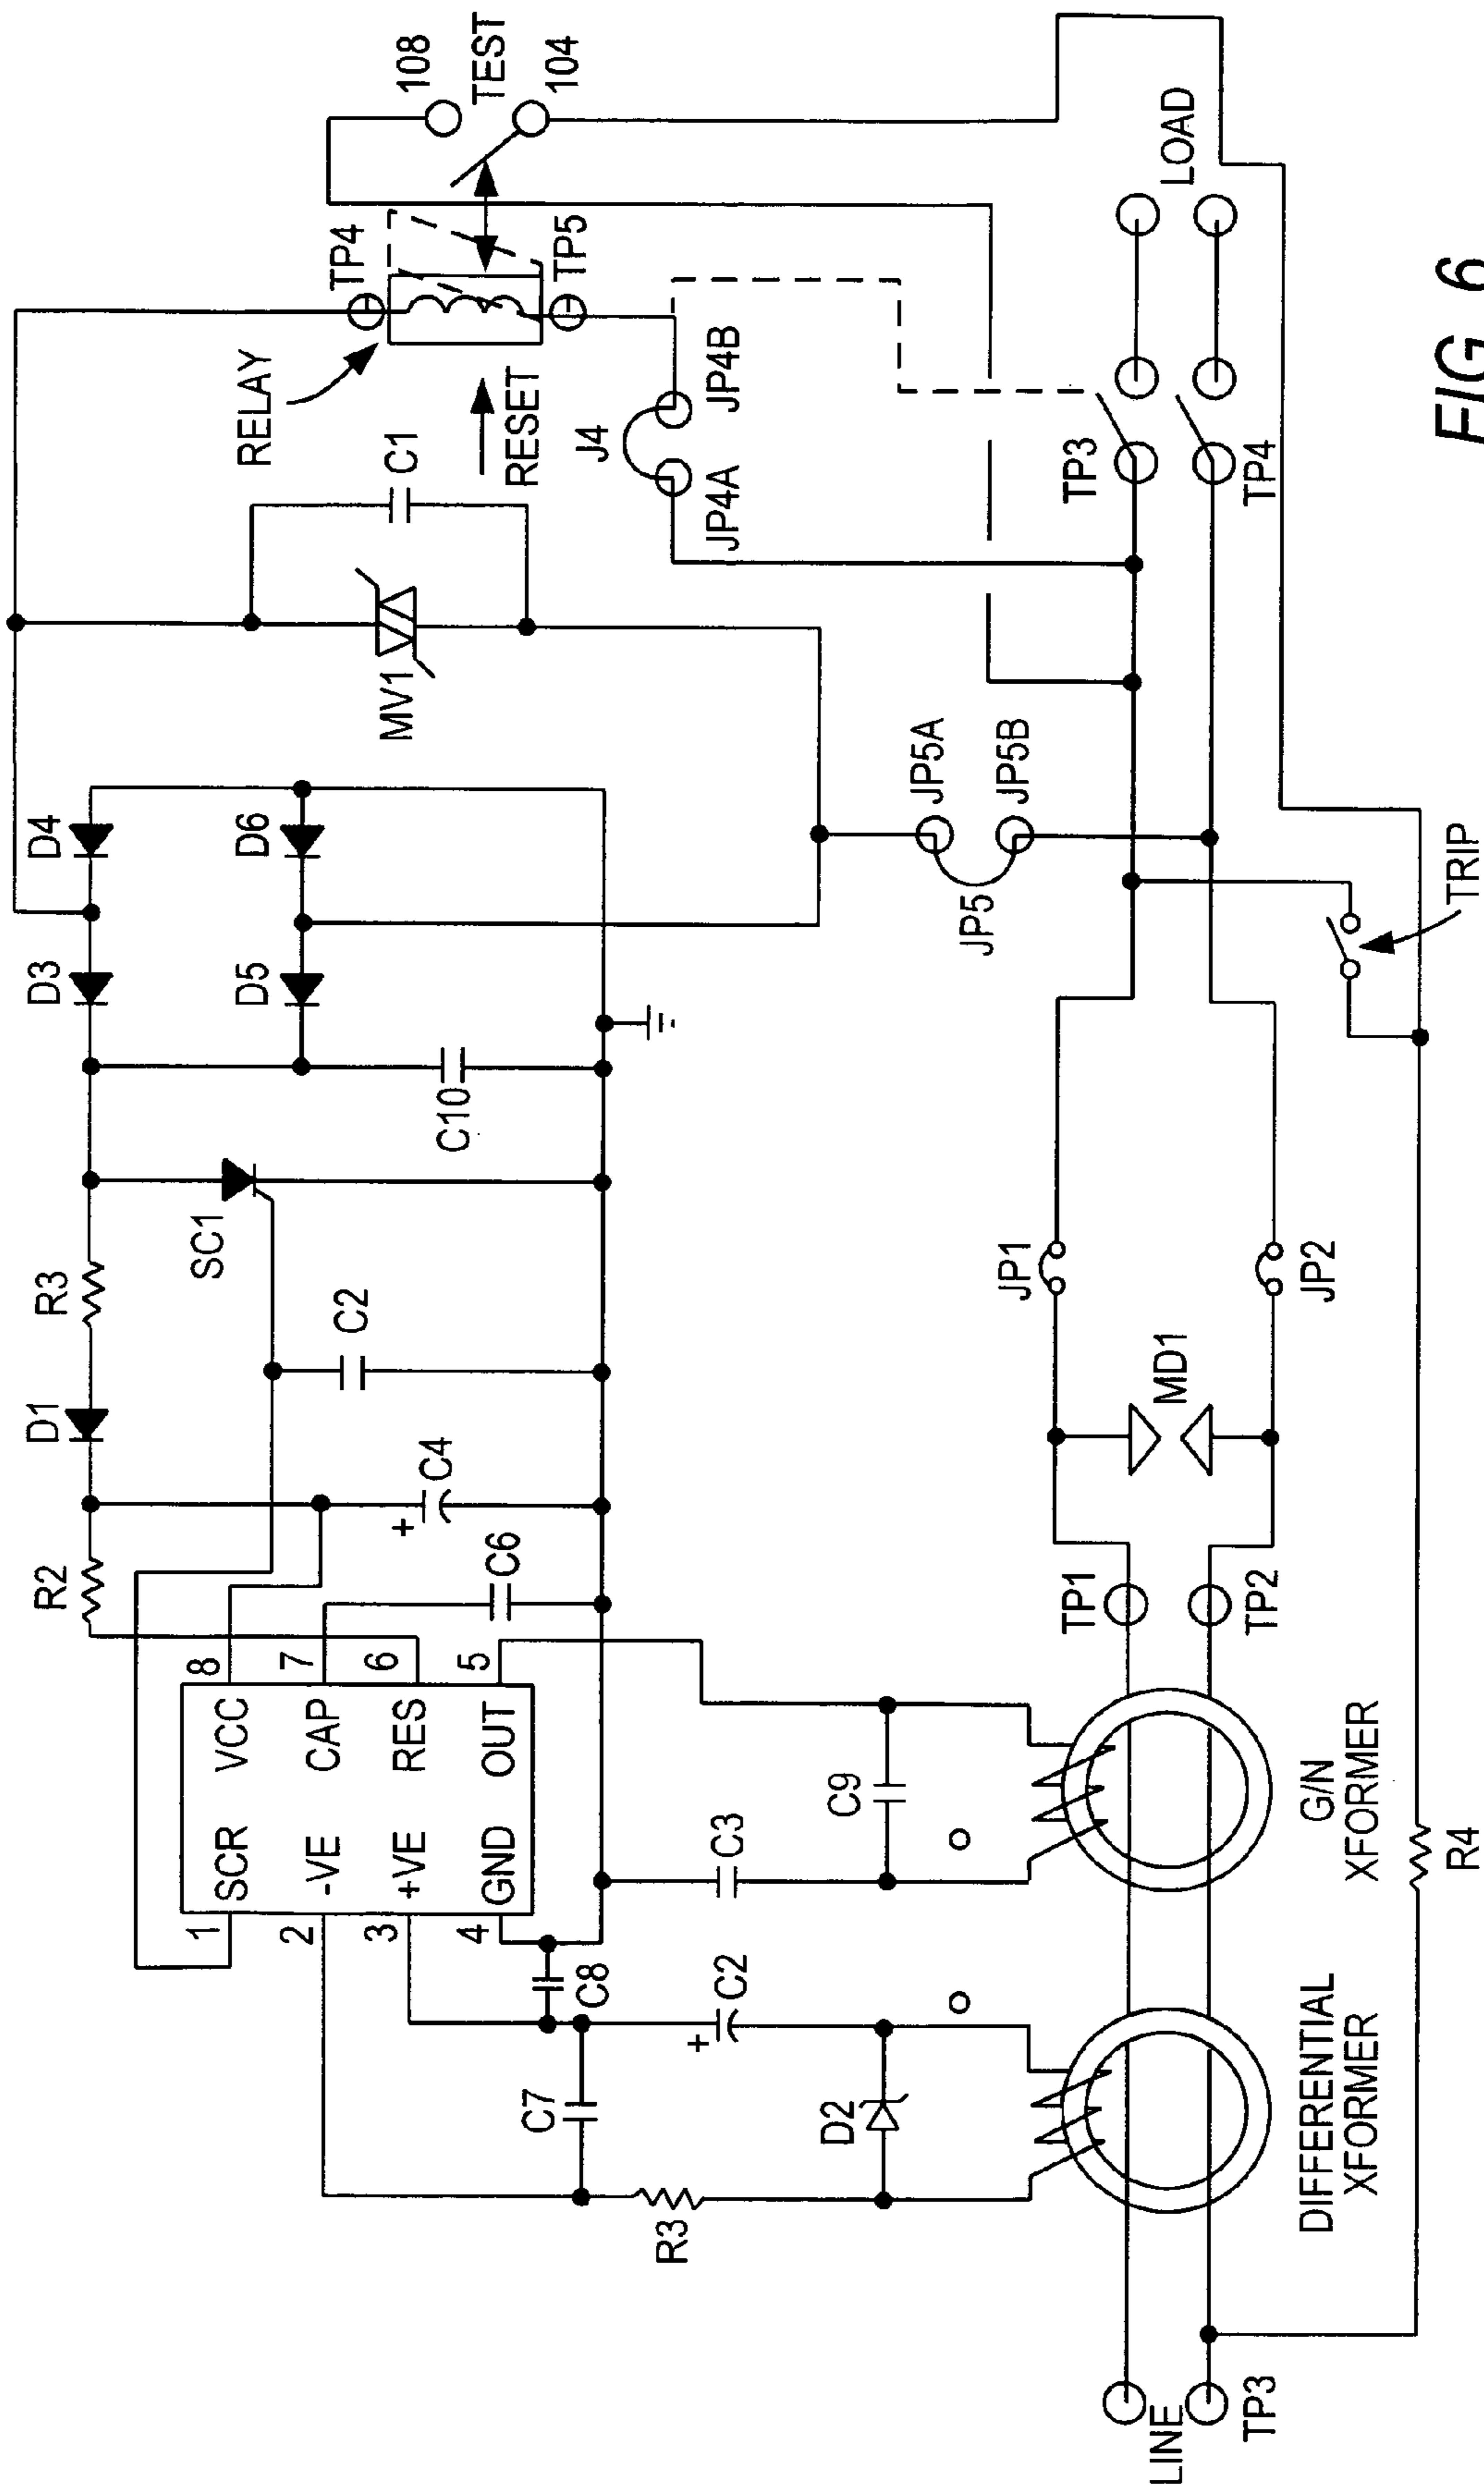 108
TEST
104
TP4
TP5
RELAY
RESET
C1
MV1
J4
JP4A
JP4B
LOAD
TP3
TP4
D4
D6
D3
D5
C10
JP5A
JP5B
JP5
TRIP
SC1
R3
C2
D1
C4
R2
C6
+
JP1
JP2
MD1
TP1
TP2
8
7
6
5
VCC
CAP
RES
OUT
SCR
-VE
+VE
GND
1
2
3
4
C9
C3
C8
C7
+
C2
D2
R3
G/N
XFORMER
R4
DIFFERENTIAL
XFORMER
LINE
TP3
FIG 6